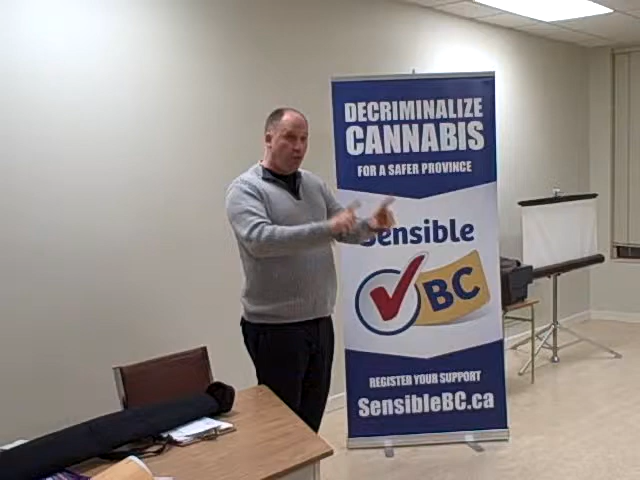 DECRIMINALIZE
CANNABIS
FOR A SAFER PROVINCE
Sensible
BC
REGISTER YOUR SUPPORT
SensibleBC.ca